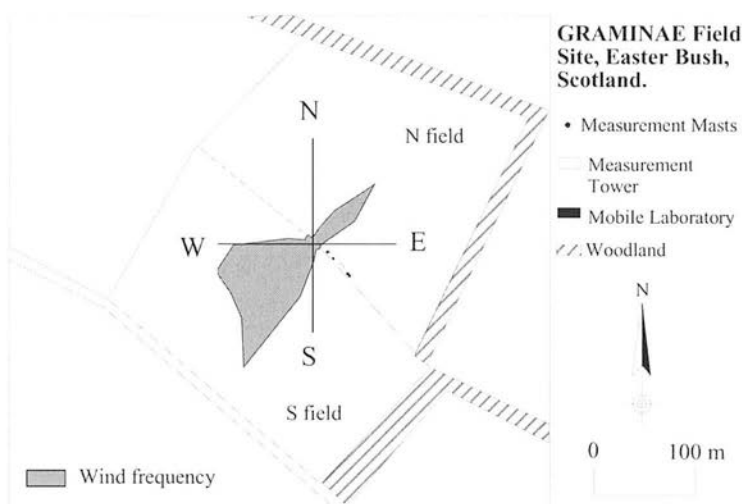 GRAMINAE Field
Site, Easter Bush,
Scotland.
N
N field
Measurement Masts
Measurement
Tower
Mobile Laboratory
W
E
Woodland
N
S
S field
0 100 m
Wind frequency